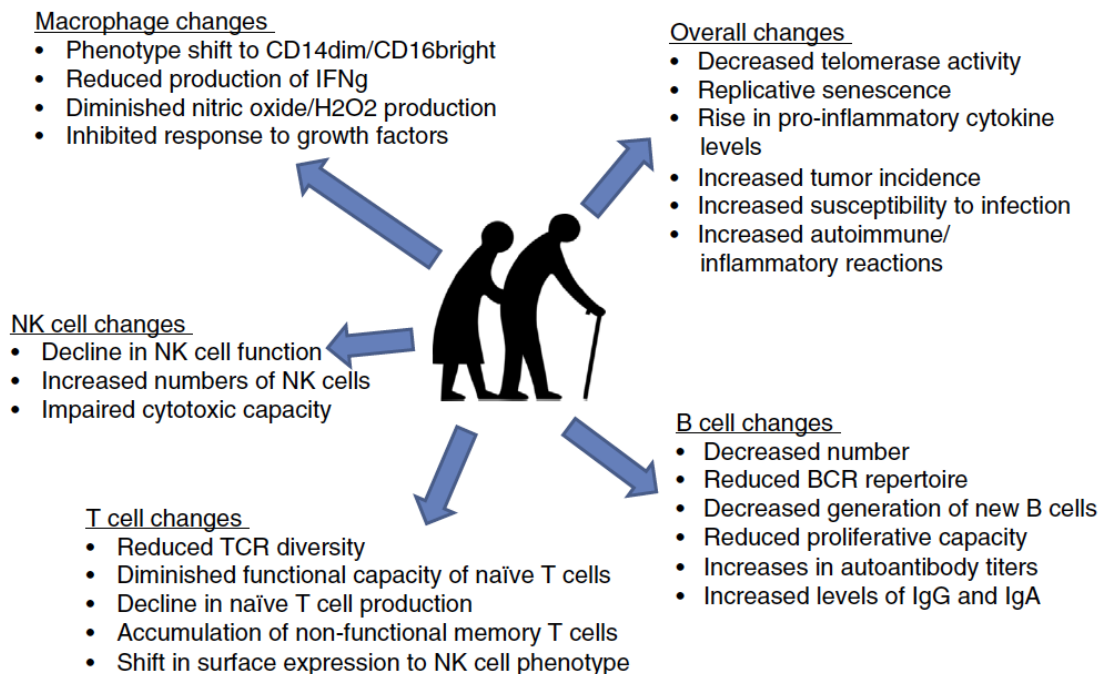 Macrophage changes
• Phenotype shift to CD14dim/CD16bright
• Reduced production of IFNg
• Diminished nitric oxide/H2O2 production
• Inhibited response to growth factors
Overall changes
• Decreased telomerase activity
• Replicative senescence
• Rise in pro-inflammatory cytokine
levels
• Increased tumor incidence
• Increased susceptibility to infection
• Increased autoimmune/
inflammatory reactions
NK cell changes
• Decline in NK cell function
• Increased numbers of NK cells
• Impaired cytotoxic capacity
B cell changes
• Decreased number
• Reduced BCR repertoire
• Decreased generation of new B cells
• Reduced proliferative capacity
• Increases in autoantibody titers
• Increased levels of IgG and IgA
T cell changes
• Reduced TCR diversity
• Diminished functional capacity of naïve T cells
• Decline in naïve T cell production
• Accumulation of non-functional memory T cells
• Shift in surface expression to NK cell phenotype